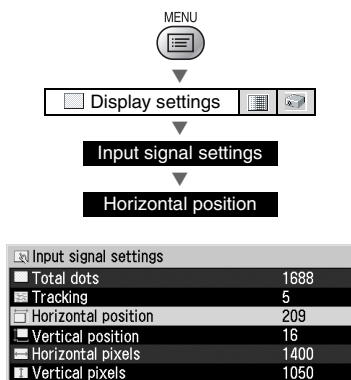 MENU
Display settings
Input signal settings
Horizontal position
Input signal settings
Total dots 1688
Tracking 5
Horizontal position 209
Vertical position 16
Horizontal pixels 1400
Vertical pixels 1050